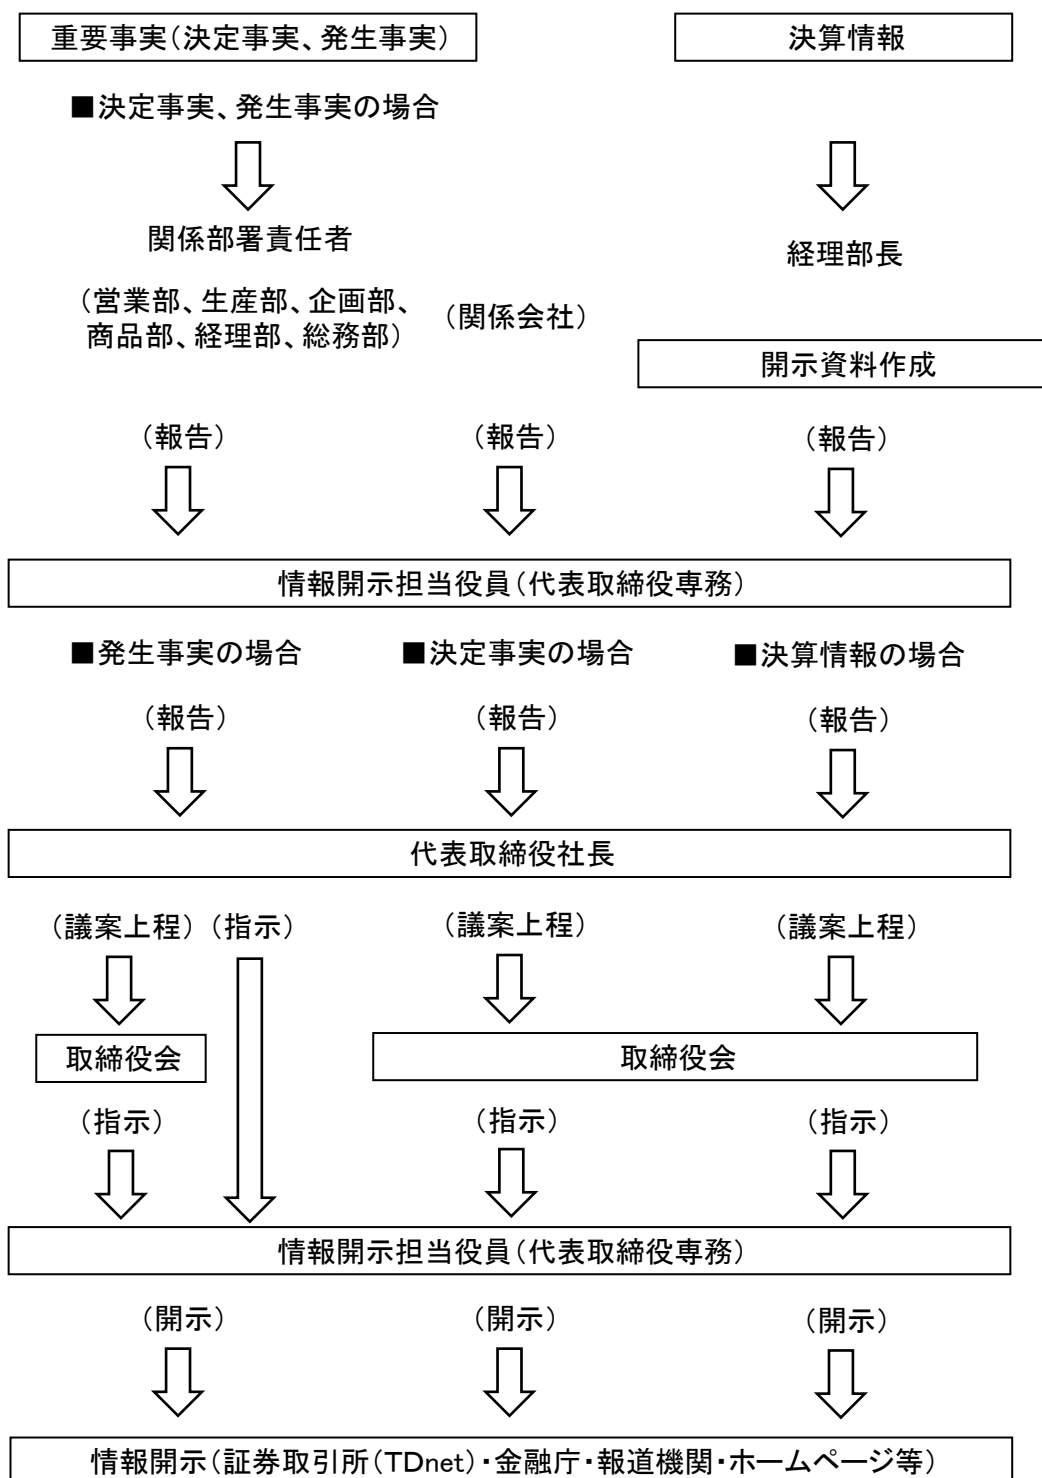 重要事実(決定事実、発生事実)
決算情報
■決定事実、発生事実の場合
関係部署責任者
経理部長
(営業部、生産部、企画部、
商品部、経理部、総務部)
(関係会社)
開示資料作成
(報告)
(報告)
(報告)
情報開示担当役員(代表取締役専務)
■発生事実の場合
■決定事実の場合
■決算情報の場合
(報告)
(報告)
(報告)
代表取締役社長
(議案上程)
(指示)
(議案上程)
(議案上程)
取締役会
取締役会
(指示)
(指示)
(指示)
情報開示担当役員(代表取締役専務)
(開示)
(開示)
(開示)
情報開示(証券取引所(TDnet)・金融庁・報道機関・ホームページ等)